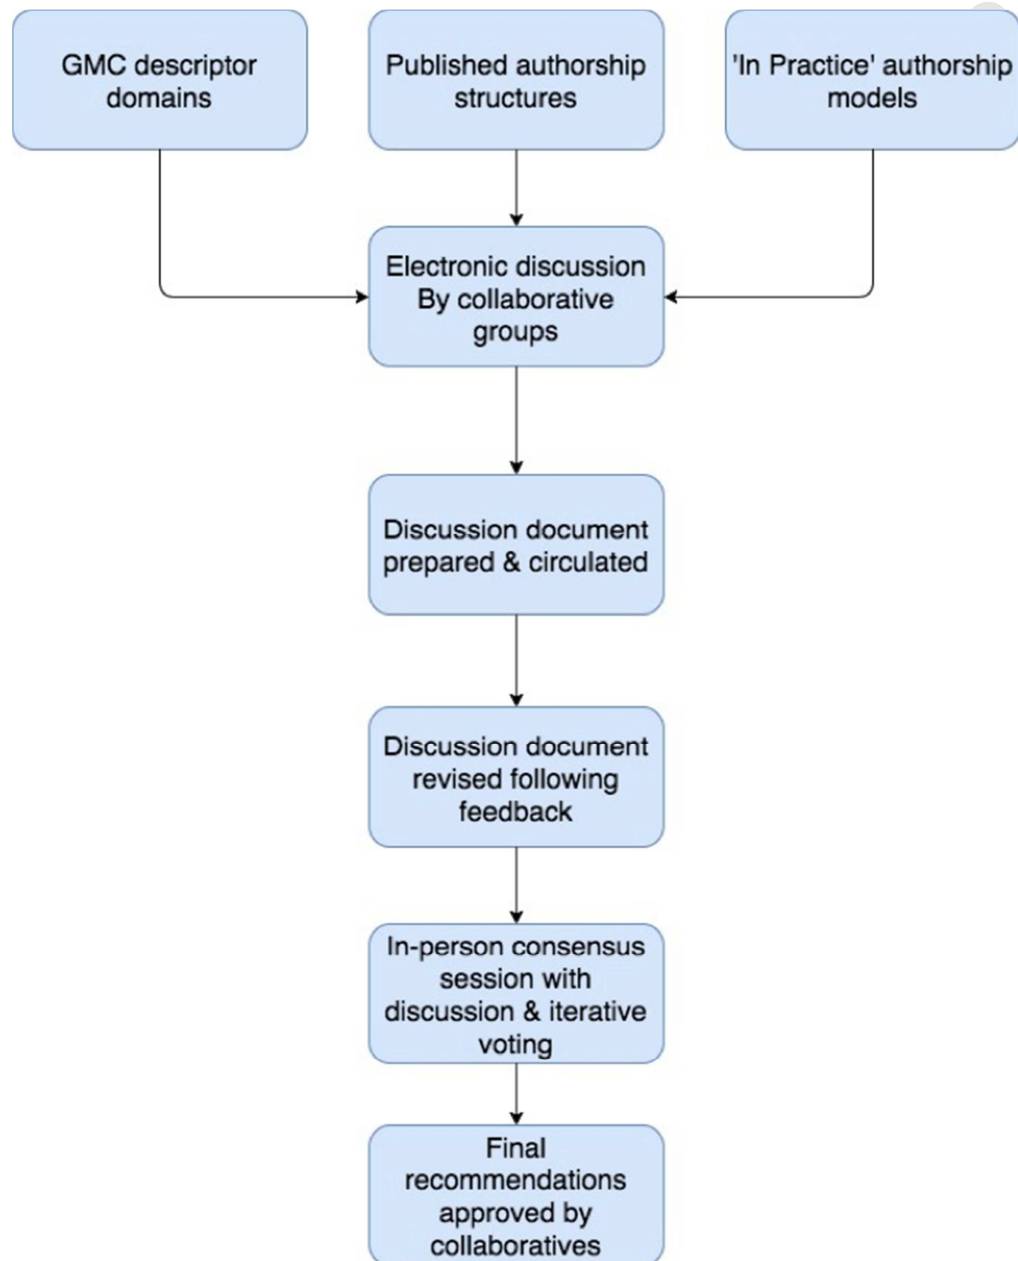 GMC descriptor
domains
Published authorship
structures
'In Practice' authorship
models
Electronic discussion
By collaborative
groups
Discussion document
prepared & circulated
Discussion document
revised following
feedback
In-person consensus
session with
discussion & iterative
voting
Final
recommendations
approved by
collaboratives